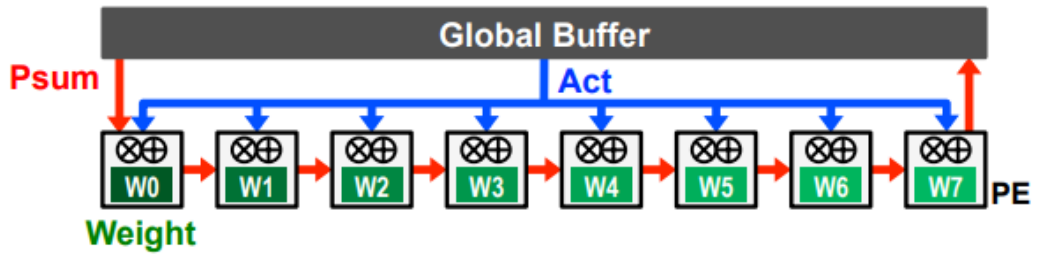 Global Buffer
Psum
Act
W0 W1 W2 W3 W4 W5 W6 W7
PE
Weight